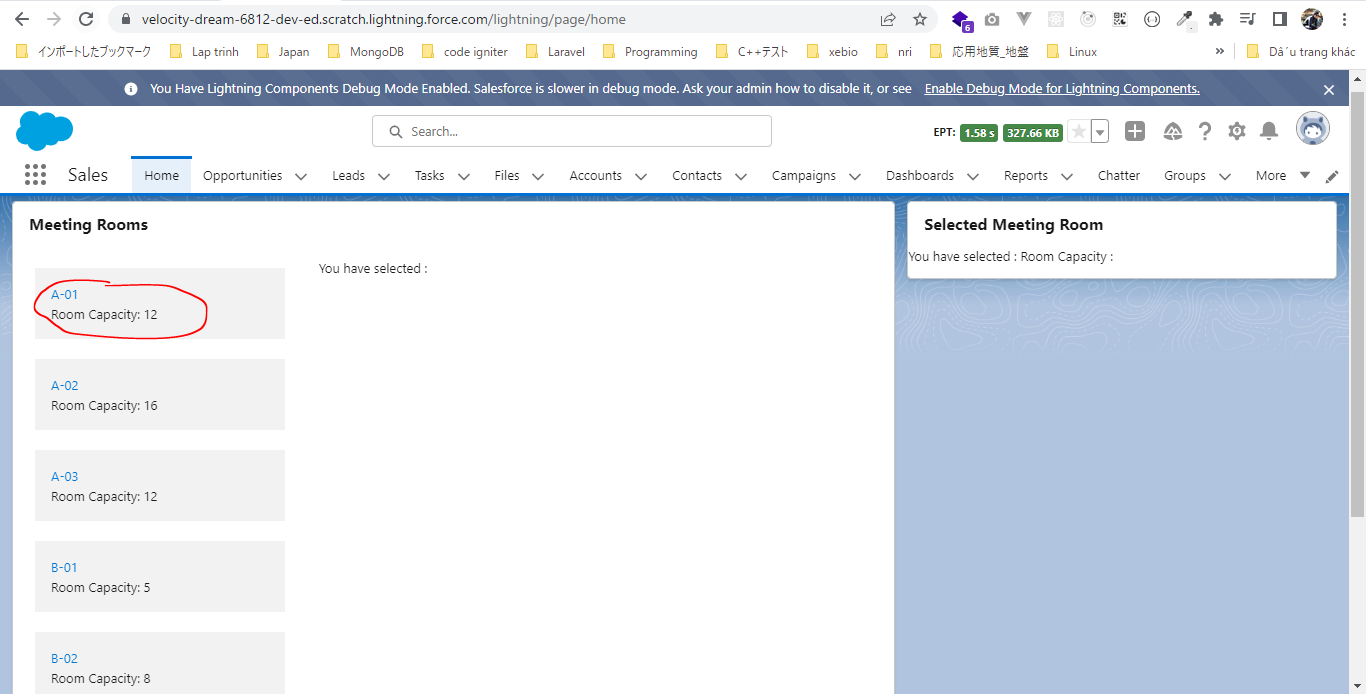 velocity-dream-6812-dev-ed.scratch.lightning.force.com/lightning/page/home
6
インポートしたブックマーク Lap trinh Japan MongoDB code igniter Laravel Programming C++テスト xebio nri 応用地質_地盤 Linux » Dấu trang khác
You Have Lightning Components Debug Mode Enabled. Salesforce is slower in debug mode. Ask your admin how to disable it, or see Enable Debug Mode for Lightning Components.
Search...
EPT: 1.58 s 327.66 KB
Sales Home Opportunities Leads Tasks Files Accounts Contacts Campaigns Dashboards Reports Chatter Groups More
Meeting Rooms
A-01
Room Capacity: 12
A-02
Room Capacity: 16
A-03
Room Capacity: 12
B-01
Room Capacity: 5
B-02
Room Capacity: 8
You have selected :
Selected Meeting Room
You have selected : Room Capacity :